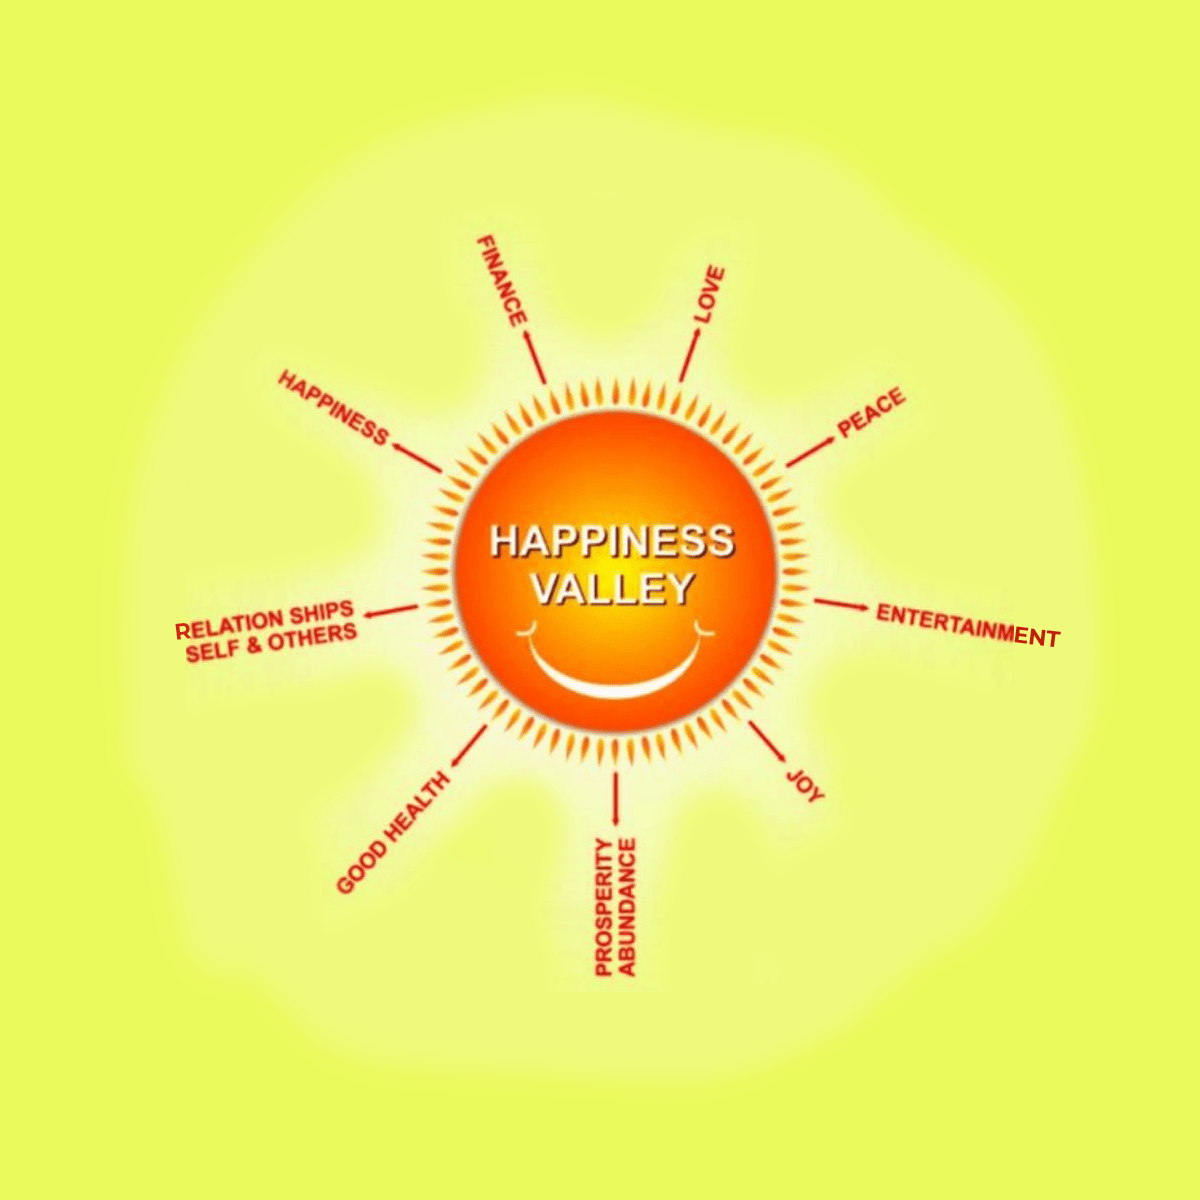 FINANCE
LOVE
HAPPINESS
PEACE
HAPPINESS
VALLEY
RELATION SHIPS
SELF & OTHERS
ENTERTAINMENT
GOOD HEALTH
JOY
PROSPERITY
ABUNDANCE